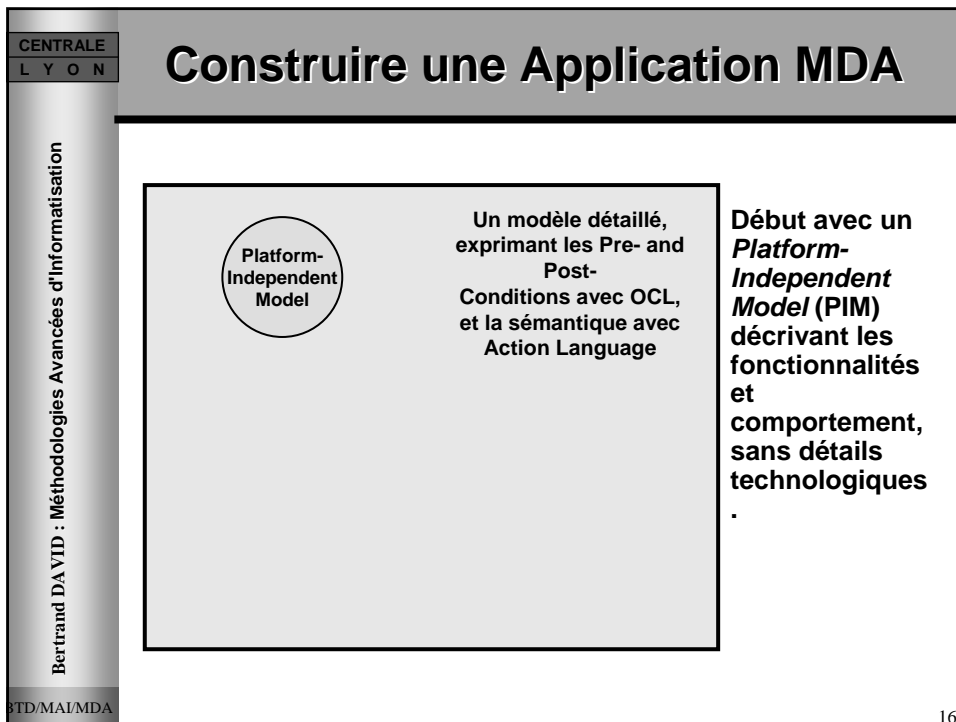 CENTRALE
L Y O N
Construire une Application MDA
Bertrand DAVID : Méthodologies Avancées d'Informatisation
Platform-
Independent
Model
Un modèle détaillé,
exprimant les Pre- and
Post-
Conditions avec OCL,
et la sémantique avec
Action Language
Début avec un
Platform-
Independent
Model (PIM)
décrivant les
fonctionnalités
et
comportement,
sans détails
technologiques
.
BTD/MAI/MDA
16